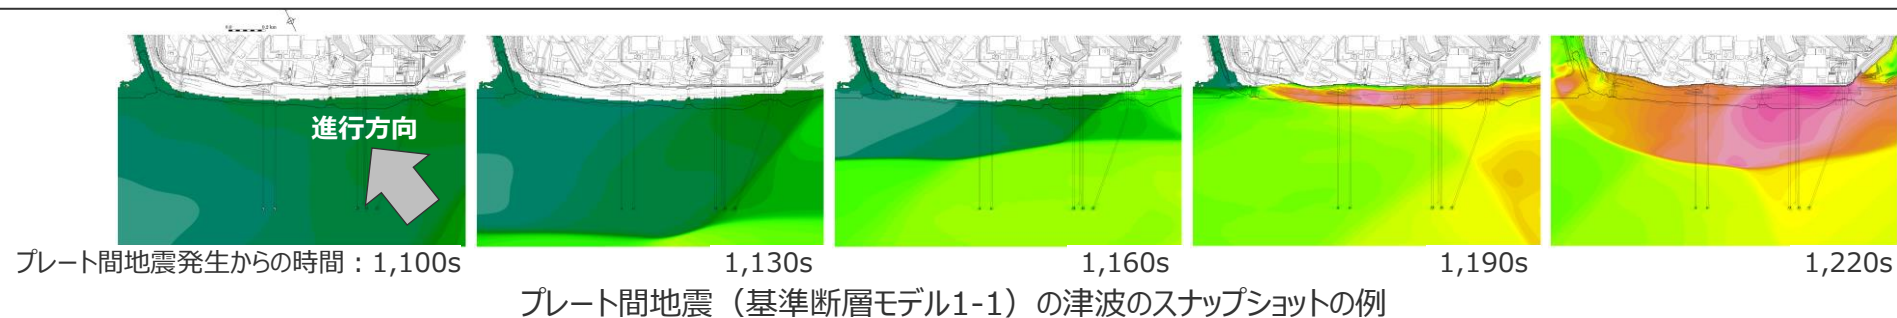 進行方向
プレート間地震発生からの時間：1,100s
1,130s
1,160s
1,190s
1,220s
プレート間地震（基準断層モデル1-1）の津波のスナップショットの例